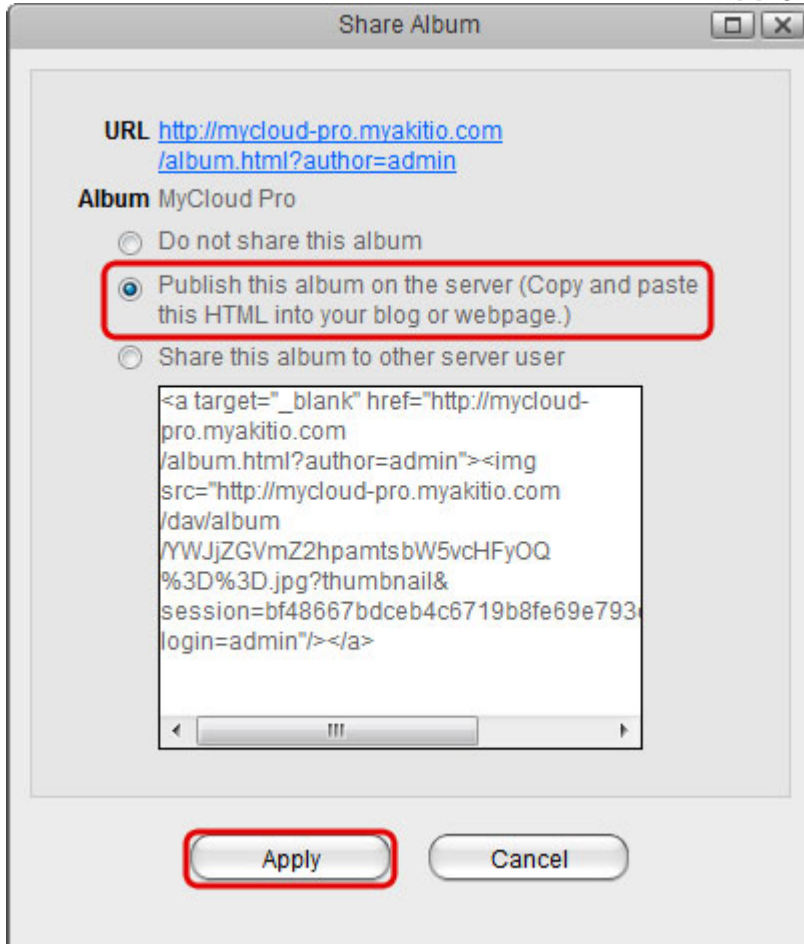 Share Album
URL http://mycloud-pro.myakitio.com
/album.html?author=admin
Album MyCloud Pro
Do not share this album
Publish this album on the server (Copy and paste
this HTML into your blog or webpage.)
Share this album to other server user
<a target="_blank" href="http://mycloud-
pro.myakitio.com
/album.html?author=admin"><img
src="http://mycloud-pro.myakitio.com
/dav/album
/YWJjZGVmZ2hpamtsbW5vcHFyOQ
%3D%3D.jpg?thumbnail&
session=bf48667bdceb4c6719b8fe69e793
login=admin"/></a>
Apply
Cancel